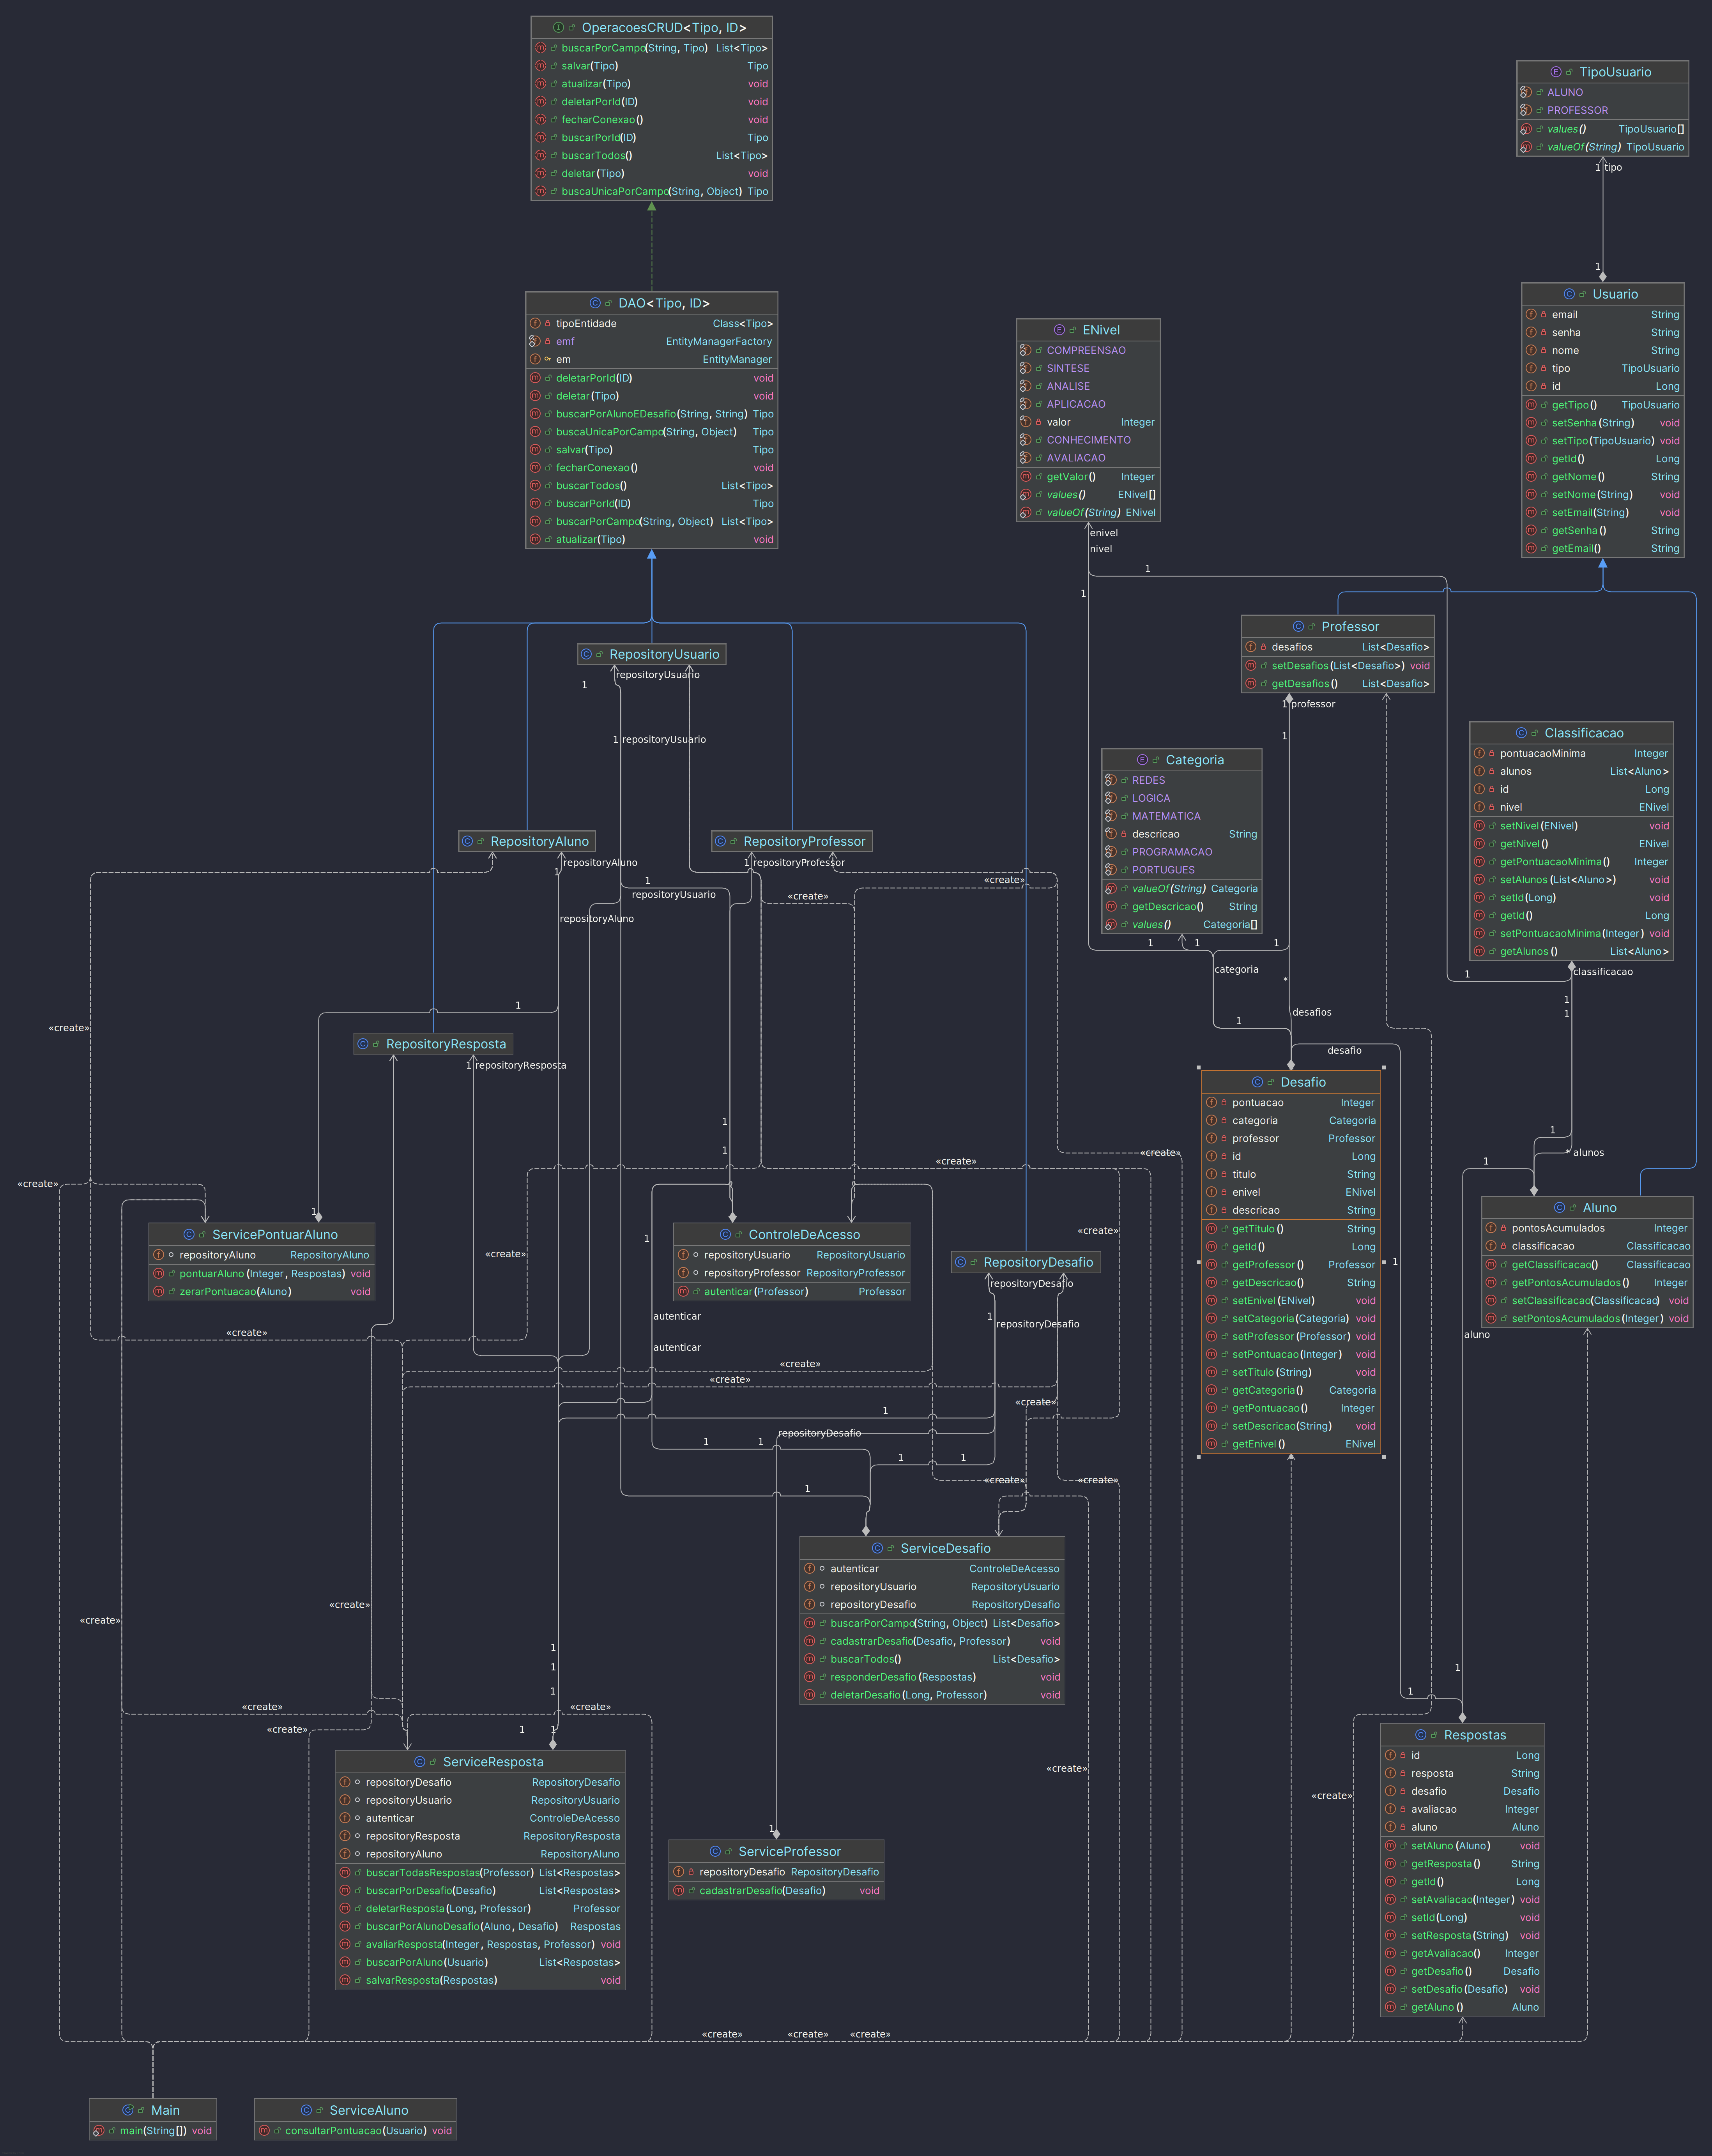 OperacoesCRUD<Tipo, ID>
buscarPorCampo(String, Tipo) List<Tipo>
salvar(Tipo) Tipo
atualizar(Tipo) void
deletarPorId(ID) void
fecharConexao() void
buscarPorId(ID) Tipo
buscarTodos() List<Tipo>
deletar(Tipo) void
buscaUnicaPorCampo(String, Object) Tipo
TipoUsuario
ALUNO
PROFESSOR
values() TipoUsuario[]
valueOf(String) TipoUsuario
1 tipo
1
DAO<Tipo, ID>
tipoEntidade Class<Tipo>
emf EntityManagerFactory
em EntityManager
deletarPorId(ID) void
deletar(Tipo) void
buscarPorAlunoEDesafio(String, String) Tipo
buscaUnicaPorCampo(String, Object) Tipo
salvar(Tipo) Tipo
fecharConexao() void
buscarTodos() List<Tipo>
buscarPorId(ID) Tipo
buscarPorCampo(String, Object) List<Tipo>
atualizar(Tipo) void
ENivel
COMPREENSAO
SINTESE
ANALISE
APLICACAO
valor Integer
CONHECIMENTO
AVALIACAO
getValor() Integer
values() ENivel[]
valueOf(String) ENivel
enivel
nivel
1
1
Usuario
email String
senha String
nome String
tipo TipoUsuario
id Long
getTipo() TipoUsuario
setSenha(String) void
setTipo(TipoUsuario) void
getId() Long
getNome() String
setNome(String) void
setEmail(String) void
getSenha() String
getEmail() String
Professor
desafios List<Desafio>
setDesafios(List<Desafio>) void
getDesafios() List<Desafio>
1 professor
1
RepositoryUsuario
repositoryUsuario
1
1 repositoryUsuario
Categoria
REDES
LOGICA
MATEMATICA
descricao String
PROGRAMACAO
PORTUGUES
valueOf(String) Categoria
getDescricao() String
values() Categoria[]
1 1 1
categoria
*
desafios
1
desafio
Classificacao
pontuacaoMinima Integer
alunos List<Aluno>
id Long
nivel ENivel
setNivel(ENivel) void
getNivel() ENivel
getPontuacaoMinima() Integer
setAlunos(List<Aluno>) void
setId(Long) void
getId() Long
setPontuacaoMinima(Integer) void
getAlunos() List<Aluno>
1 classificacao
1
1
1
* alunos
1
RepositoryAluno
repositoryAluno
1
repositoryAluno
RepositoryProfessor
1 repositoryProfessor
«create»
1
repositoryUsuario
«create»
1
«create»
RepositoryResposta
1 repositoryResposta
1
1
«create»
«create»
«create»
«create»
Desafio
pontuacao Integer
categoria Categoria
professor Professor
id Long
titulo String
enivel ENivel
descricao String
getTitulo() String
getId() Long
getProfessor() Professor
getDescricao() String
setEnivel(ENivel) void
setCategoria(Categoria) void
setProfessor(Professor) void
setPontuacao(Integer) void
setTitulo(String) void
getCategoria() Categoria
getPontuacao() Integer
setDescricao(String) void
getEnivel() ENivel
1
Aluno
pontosAcumulados Integer
classificacao Classificacao
getClassificacao() Classificacao
getPontosAcumulados() Integer
setClassificacao(Classificacao) void
setPontosAcumulados(Integer) void
aluno
1
ServicePontuarAluno
repositoryAluno RepositoryAluno
pontuarAluno(Integer, Respostas) void
zerarPontuacao(Aluno) void
ControleDeAcesso
repositoryUsuario RepositoryUsuario
repositoryProfessor RepositoryProfessor
autenticar(Professor) Professor
1
«create»
RepositoryDesafio
repositoryDesafio
1
repositoryDesafio
autenticar
«create»
autenticar
«create»
«create»
«create»
1
repositoryDesafio
1 1
1 1
«create» «create»
1
ServiceDesafio
autenticar ControleDeAcesso
repositoryUsuario RepositoryUsuario
repositoryDesafio RepositoryDesafio
buscarPorCampo(String, Object) List<Desafio>
cadastrarDesafio(Desafio, Professor) void
buscarTodos() List<Desafio>
responderDesafio(Respostas) void
deletarDesafio(Long, Professor) void
«create»
«create»
1
1
1
«create» «create»
«create»
1 1
1
1
ServiceResposta
repositoryDesafio RepositoryDesafio
repositoryUsuario RepositoryUsuario
autenticar ControleDeAcesso
repositoryResposta RepositoryResposta
repositoryAluno RepositoryAluno
buscarTodasRespostas(Professor) List<Respostas>
buscarPorDesafio(Desafio) List<Respostas>
deletarResposta(Long, Professor) Professor
buscarPorAlunoDesafio(Aluno, Desafio) Respostas
avaliarResposta(Integer, Respostas, Professor) void
buscarPorAluno(Usuario) List<Respostas>
salvarResposta(Respostas) void
1
ServiceProfessor
repositoryDesafio RepositoryDesafio
cadastrarDesafio(Desafio) void
«create»
«create»
Respostas
id Long
resposta String
desafio Desafio
avaliacao Integer
aluno Aluno
setAluno(Aluno) void
getResposta() String
getId() Long
setAvaliacao(Integer) void
setId(Long) void
setResposta(String) void
getAvaliacao() Integer
getDesafio() Desafio
setDesafio(Desafio) void
getAluno() Aluno
«create» «create» «create»
Main
main(String[]) void
ServiceAluno
consultarPontuacao(Usuario) void